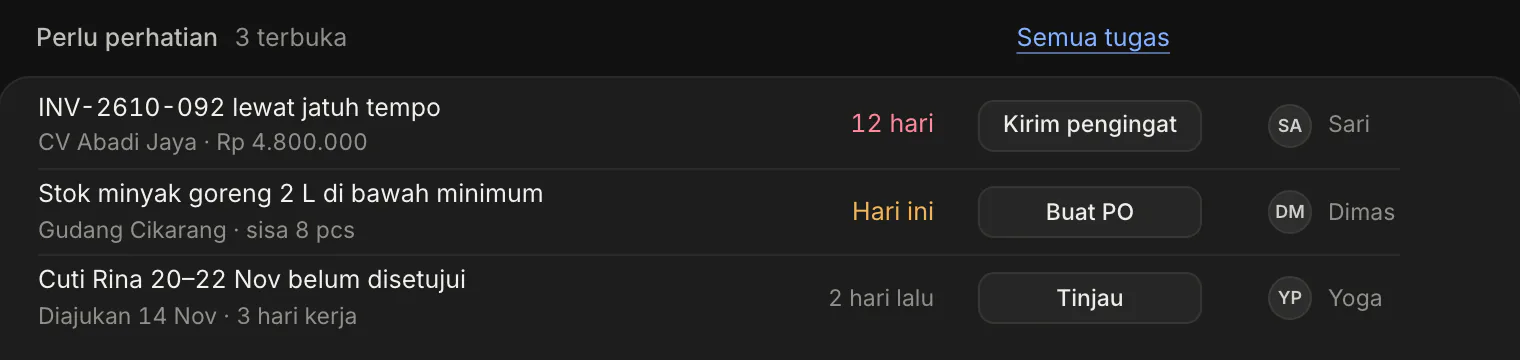 Perlu perhatian 3 terbuka Semua tugas
INV-2610-092 lewat jatuh tempo
CV Abadi Jaya · Rp 4.800.000
12 hari
Kirim pengingat
SA Sari
Stok minyak goreng 2 L di bawah minimum
Gudang Cikarang · sisa 8 pcs
Hari ini
Buat PO
DM Dimas
Cuti Rina 20–22 Nov belum disetujui
Diajukan 14 Nov · 3 hari kerja
2 hari lalu
Tinjau
YP Yoga